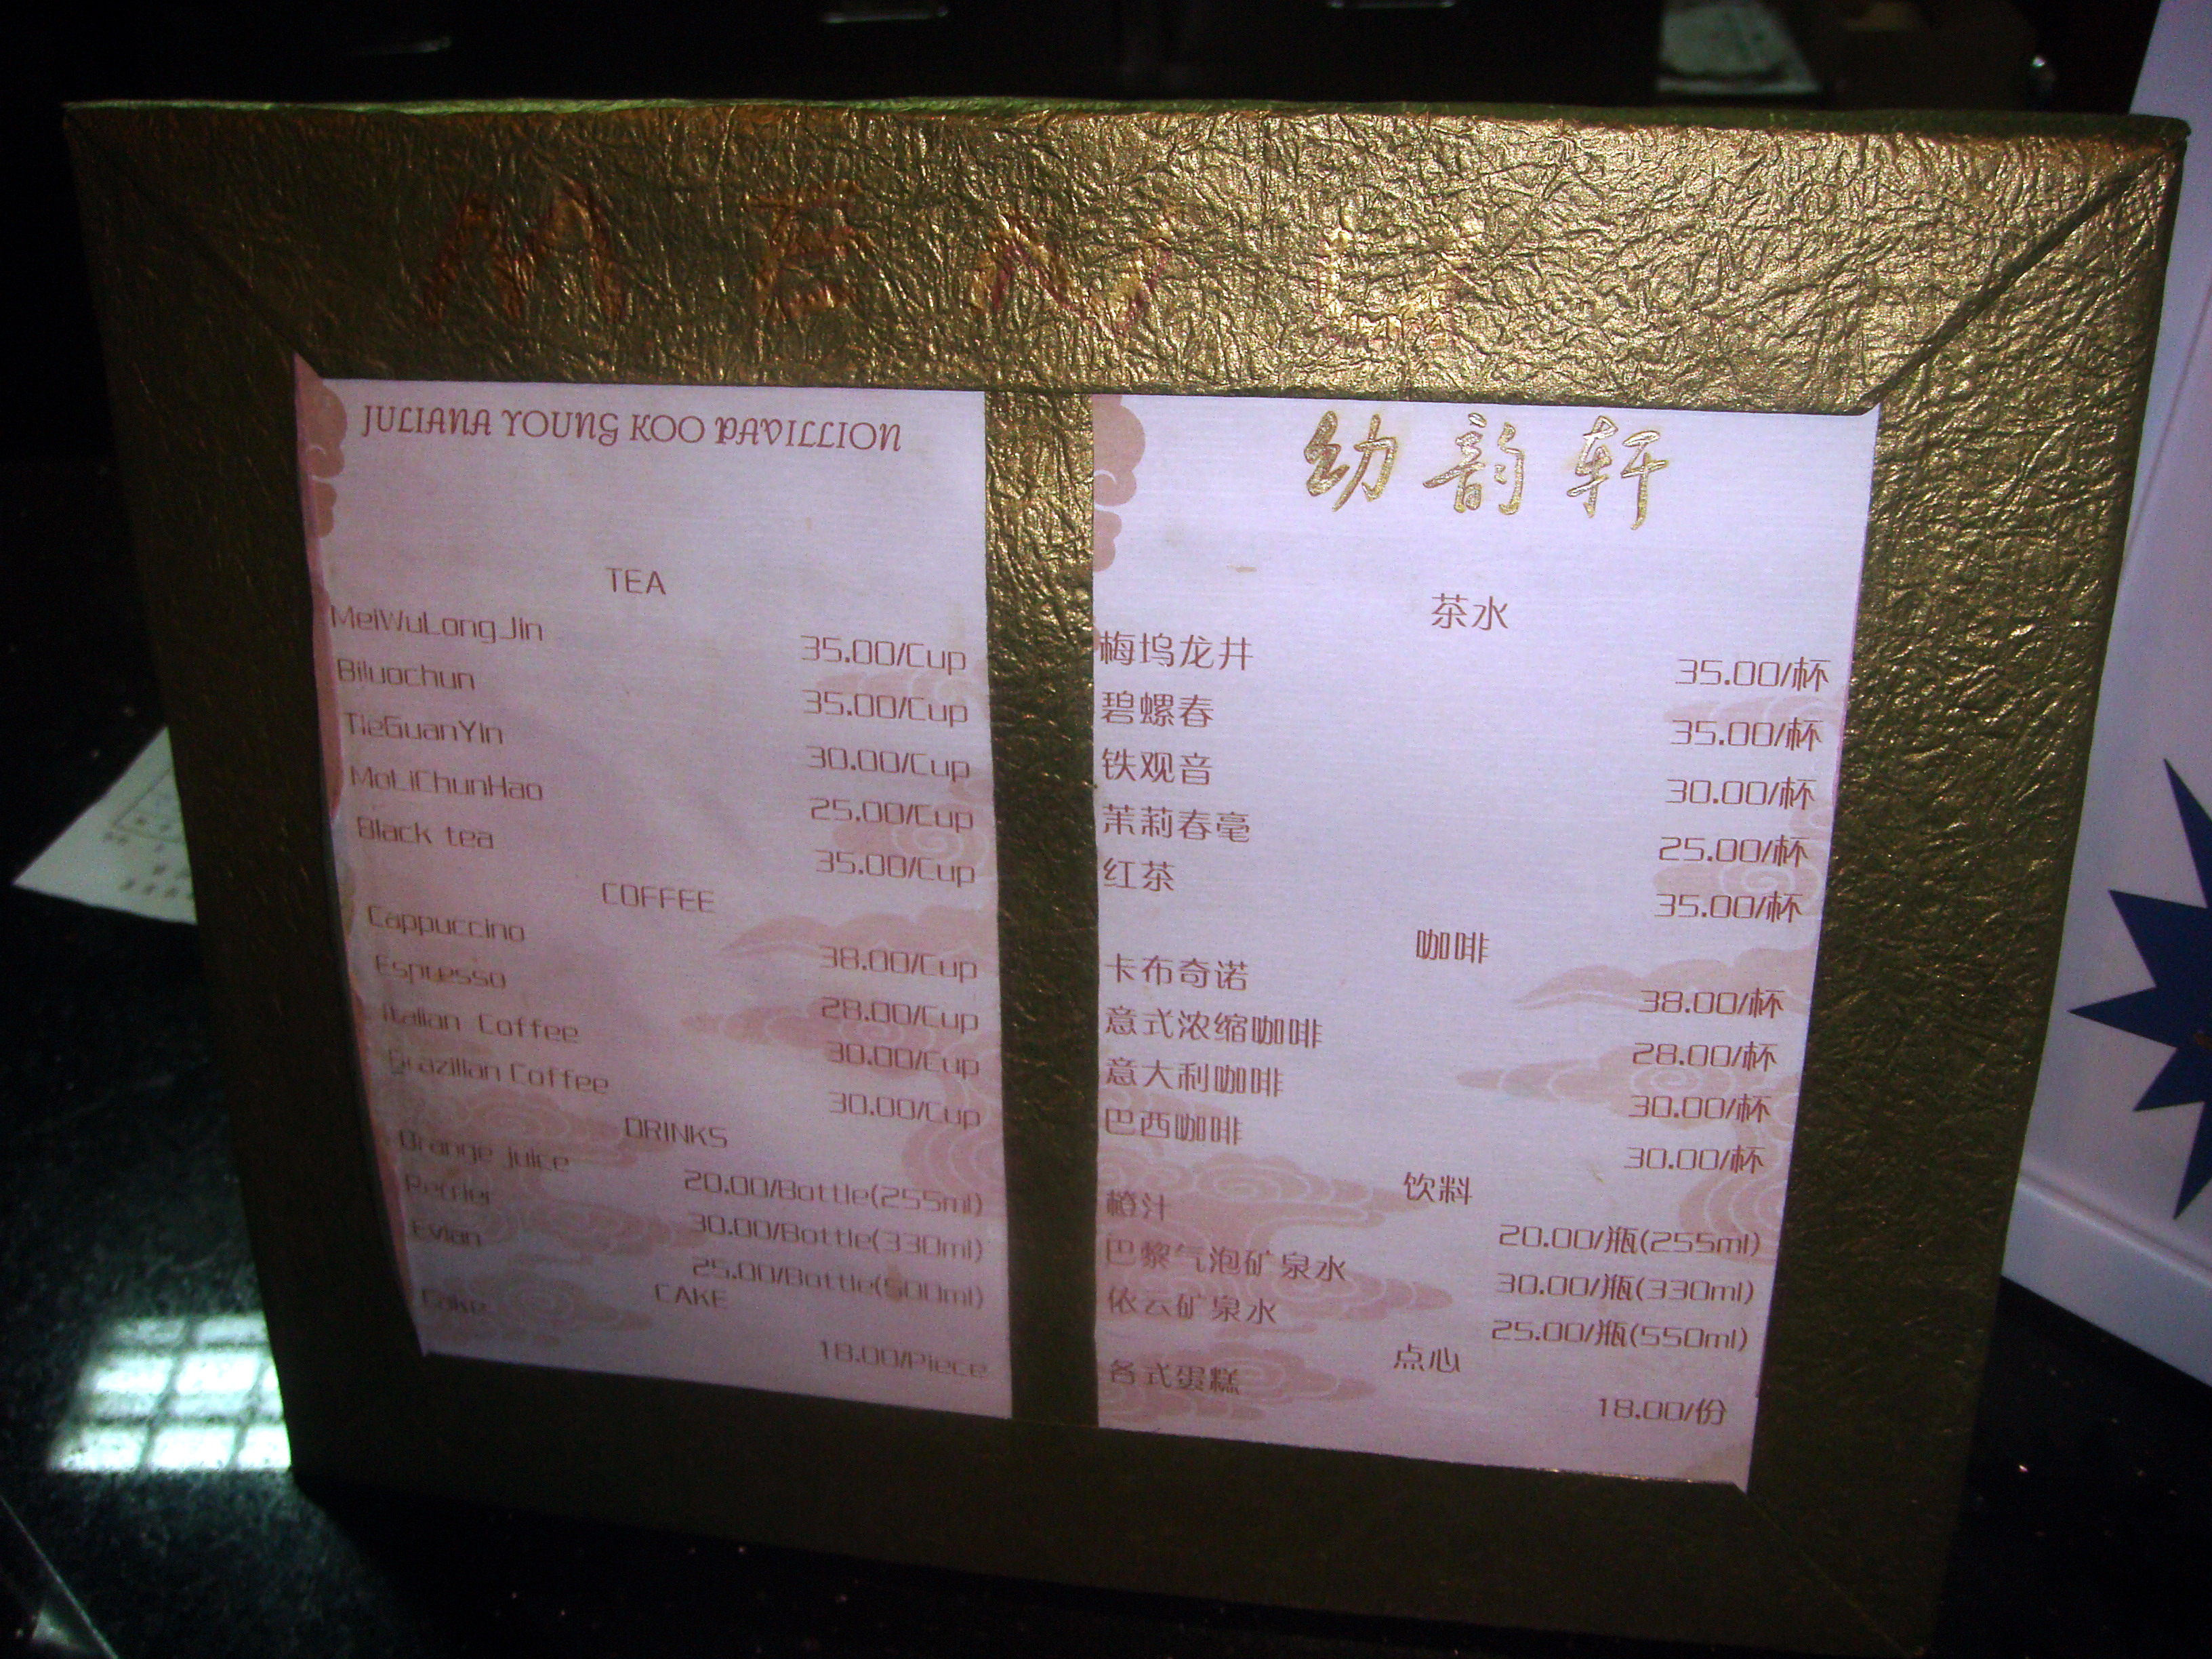 MENU
JULIANA YOUNG KOO PAVILLION
TEA
MeiWuLongJin
35.00/Cup
Biluochun
35.00/Cup
TieGuanYin
30.00/Cup
MoLiChunHao
25.00/Cup
Black tea
35.00/Cup
COFFEE
Cappuccino
38.00/Cup
Espresso
28.00/Cup
Italian Coffee
30.00/Cup
Brazilian Coffee
30.00/Cup
DRINKS
Orange juice
20.00/Bottle(255ml)
Perrier
30.00/Bottle(330ml)
Evian
25.00/Bottle(500ml)
CAKE
Cake
18.00/Piece
幼韵轩
茶水
梅坞龙井
35.00/杯
碧螺春
35.00/杯
铁观音
30.00/杯
茉莉春毫
25.00/杯
红茶
35.00/杯
咖啡
卡布奇诺
38.00/杯
意式浓缩咖啡
28.00/杯
意大利咖啡
30.00/杯
巴西咖啡
30.00/杯
饮料
橙汁
20.00/瓶(255ml)
巴黎气泡矿泉水
30.00/瓶(330ml)
依云矿泉水
25.00/瓶(550ml)
点心
各式蛋糕
18.00/份